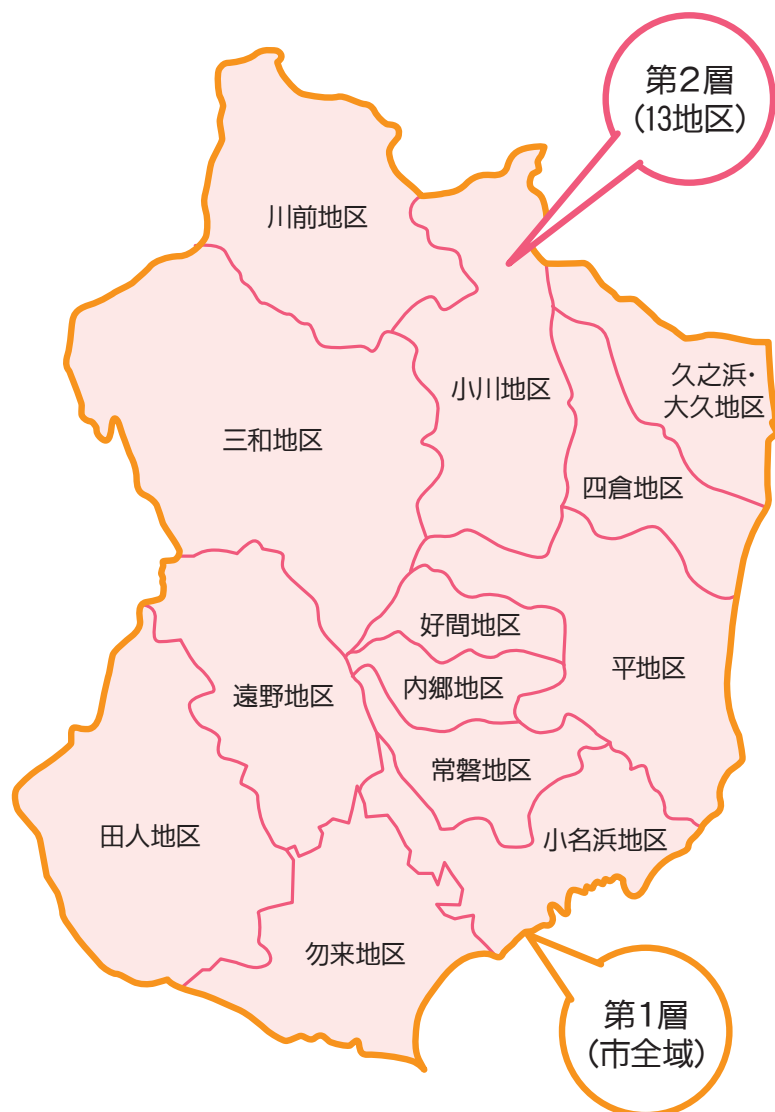 第2層
(13地区)
川前地区
小川地区
久之浜・
大久地区
三和地区
四倉地区
好間地区
平地区
内郷地区
遠野地区
常磐地区
田人地区
小名浜地区
勿来地区
第1層
(市全域)